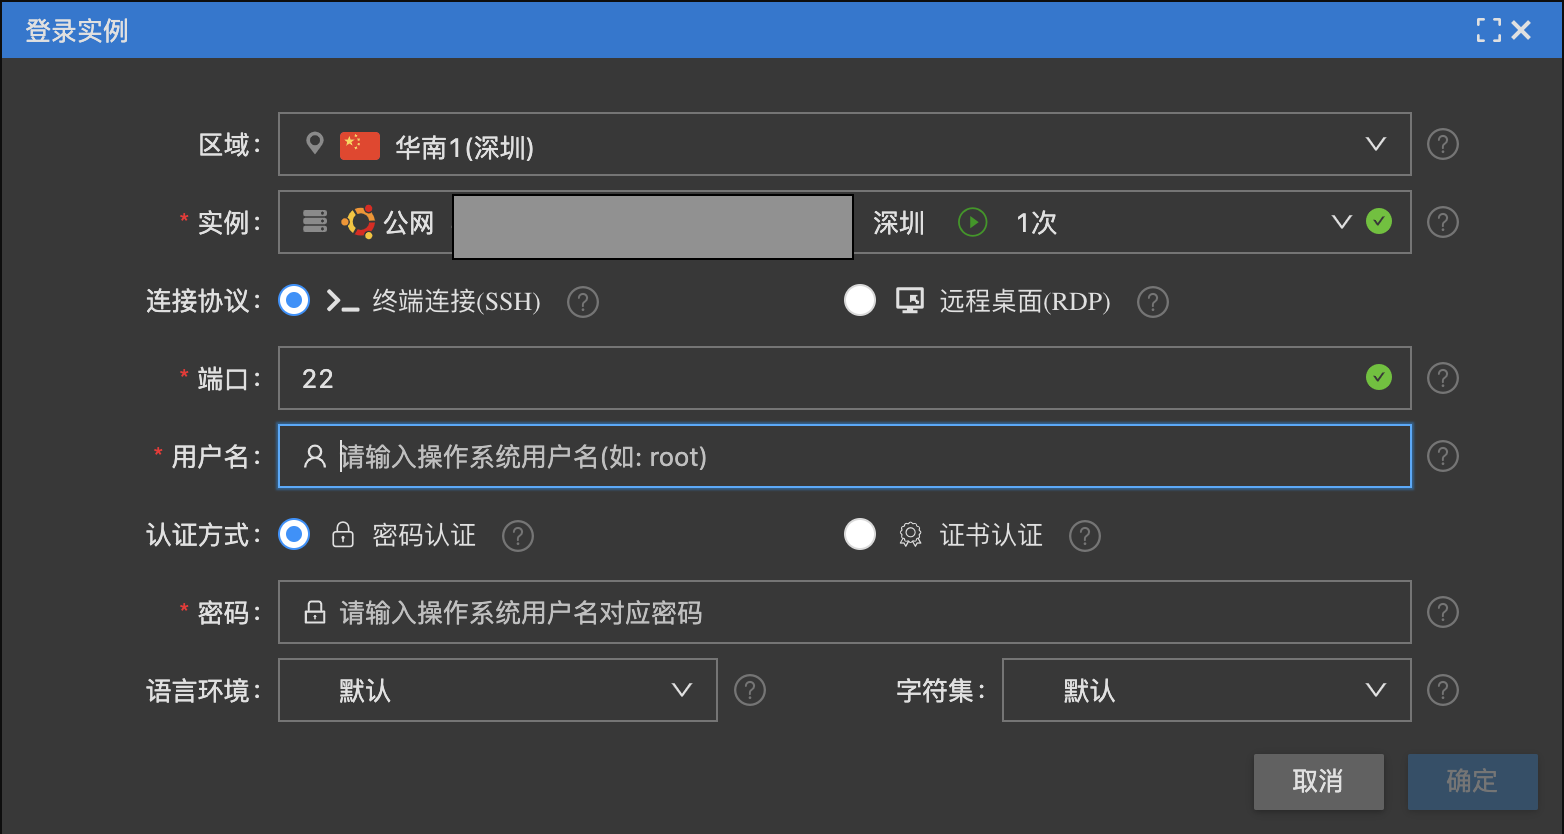 登录实例
区域： 华南1(深圳)
* 实例： 公网 深圳 1次
连接协议： 终端连接(SSH) 远程桌面(RDP)
* 端口： 22
* 用户名： 请输入操作系统用户名(如: root)
认证方式： 密码认证 证书认证
* 密码： 请输入操作系统用户名对应密码
语言环境： 默认 字符集： 默认
取消 确定